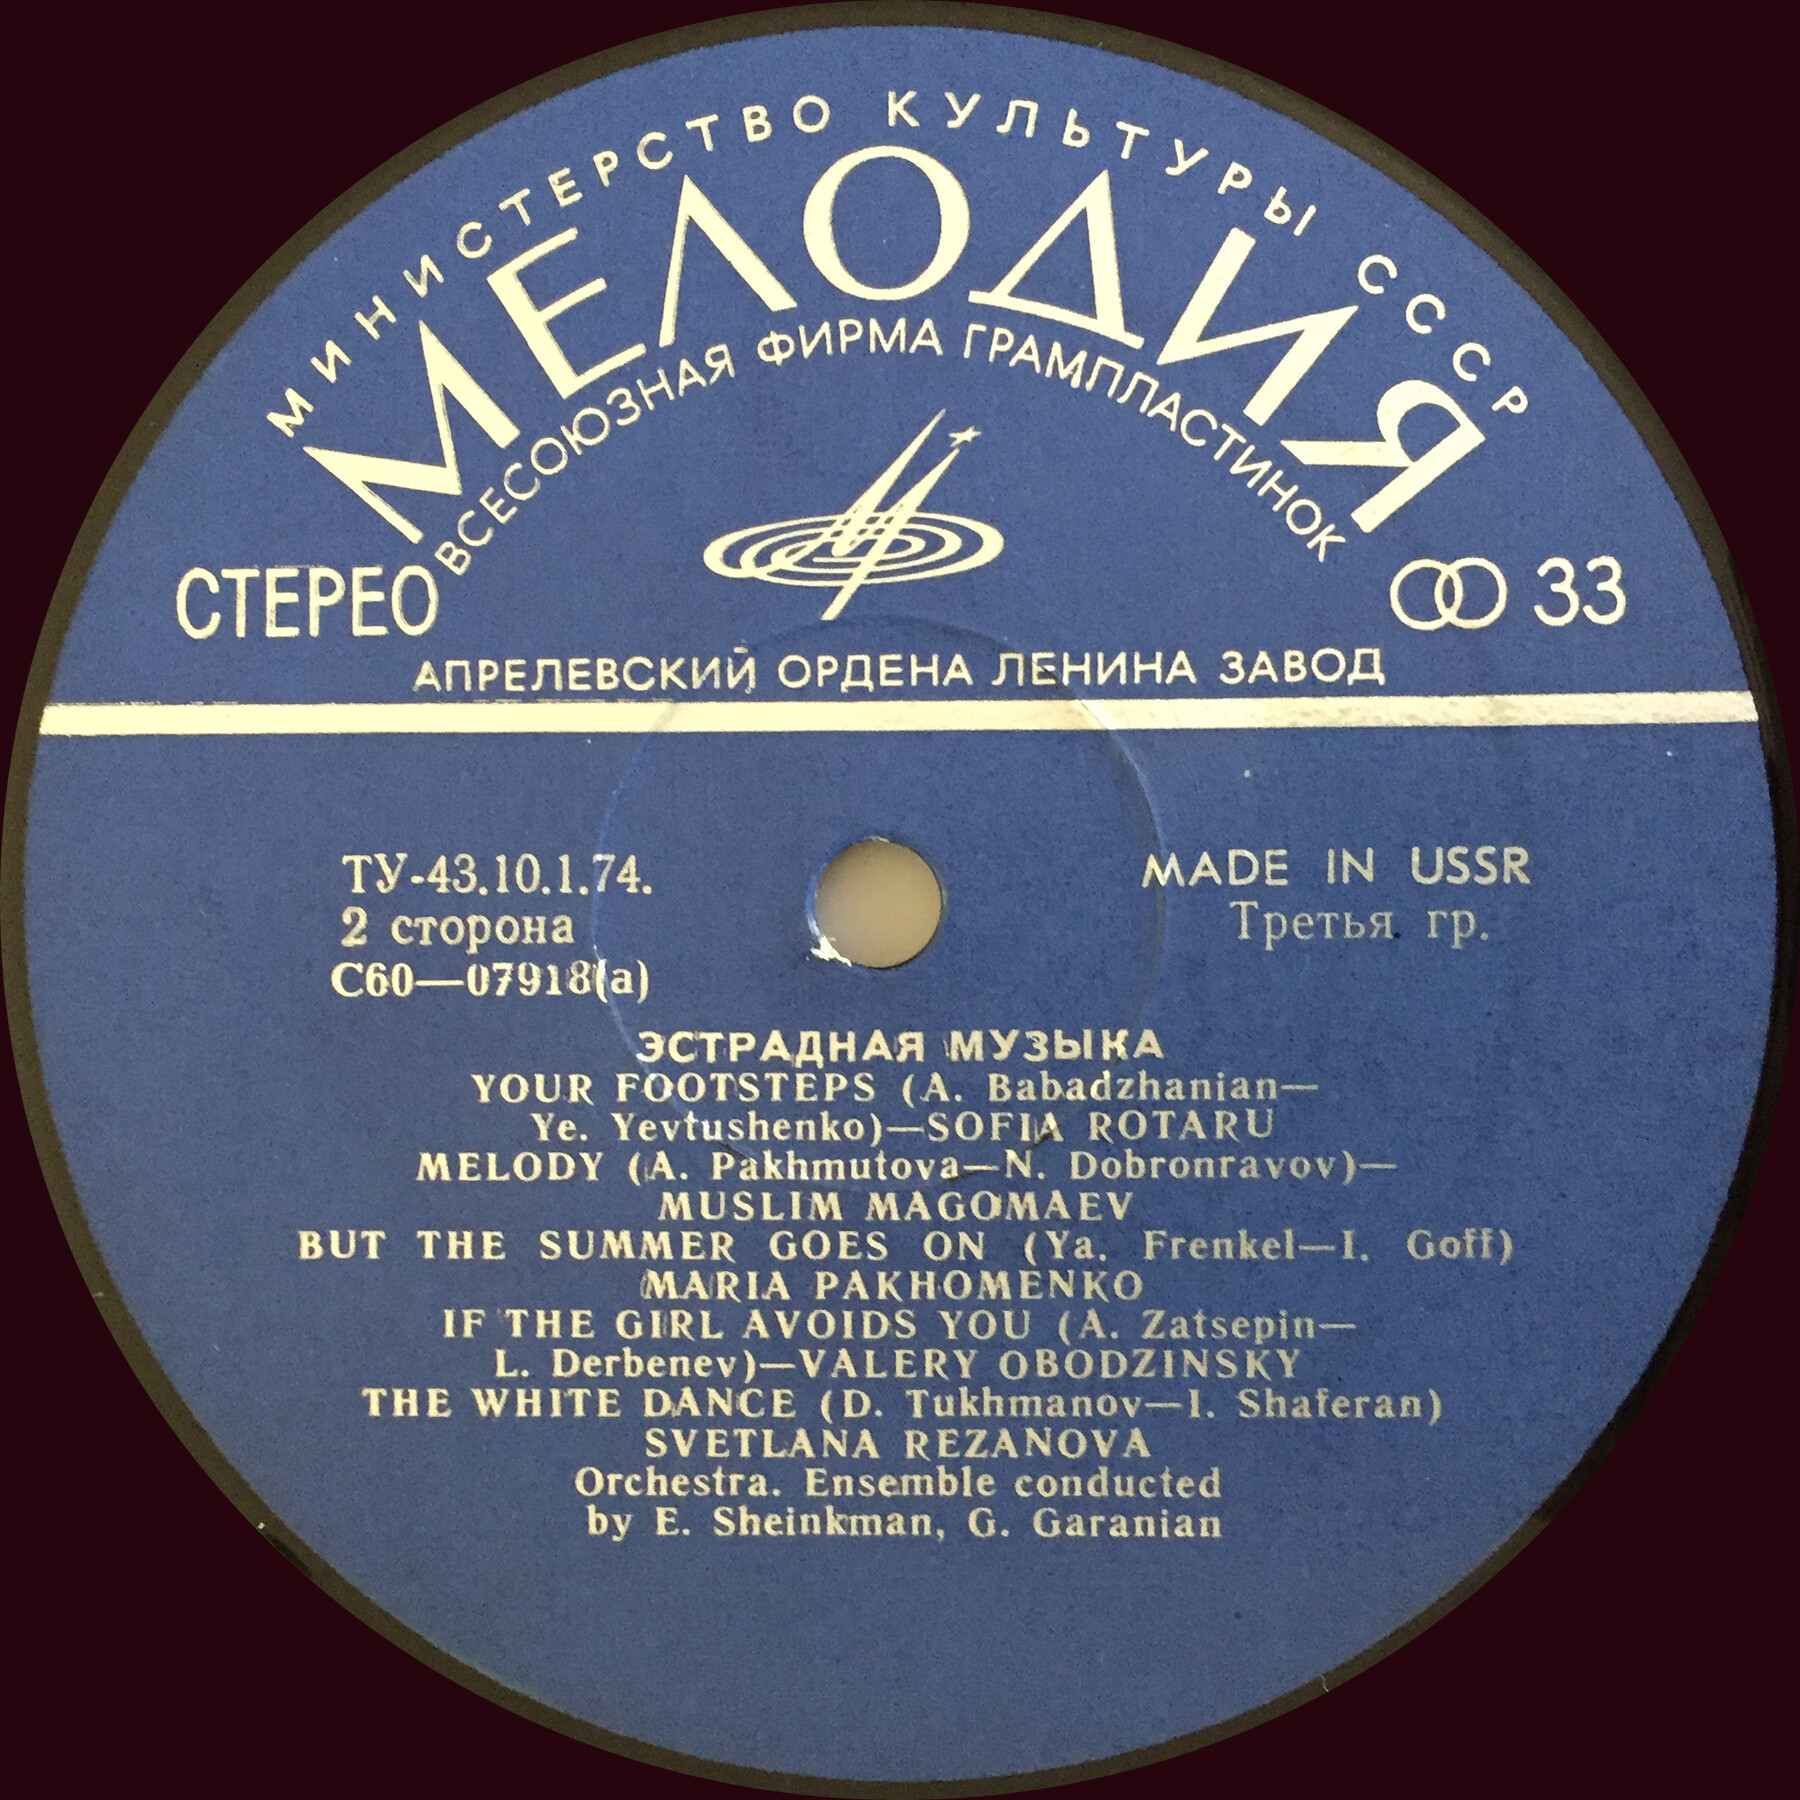 МИНИСТЕРСТВО КУЛЬТУРЫ СССР
МЕЛОДИЯ
ВСЕСОЮЗНАЯ ФИРМА ГРАМПЛАСТИНОК
СТЕРЕО
33
АПРЕЛЕВСКИЙ ОРДЕНА ЛЕНИНА ЗАВОД
ТУ-43.10.1.74.
2 сторона
С60—07918(а)
MADE IN USSR
Третья гр.
ЭСТРАДНАЯ МУЗЫКА
YOUR FOOTSTEPS (A. Babadzhanian—
Ye. Yevtushenko)—SOFIA ROTARU
MELODY (A. Pakhmutova—N. Dobronravov)—
MUSLIM MAGOMAEV
BUT THE SUMMER GOES ON (Ya. Frenkel—I. Goff)
MARIA PAKHOMENKO
IF THE GIRL AVOIDS YOU (A. Zatsepin—
L. Derbenev)—VALERY OBODZINSKY
THE WHITE DANCE (D. Tukhmanov—I. Shaferan)
SVETLANA REZANOVA
Orchestra. Ensemble conducted
by E. Sheinkman, G. Garanian